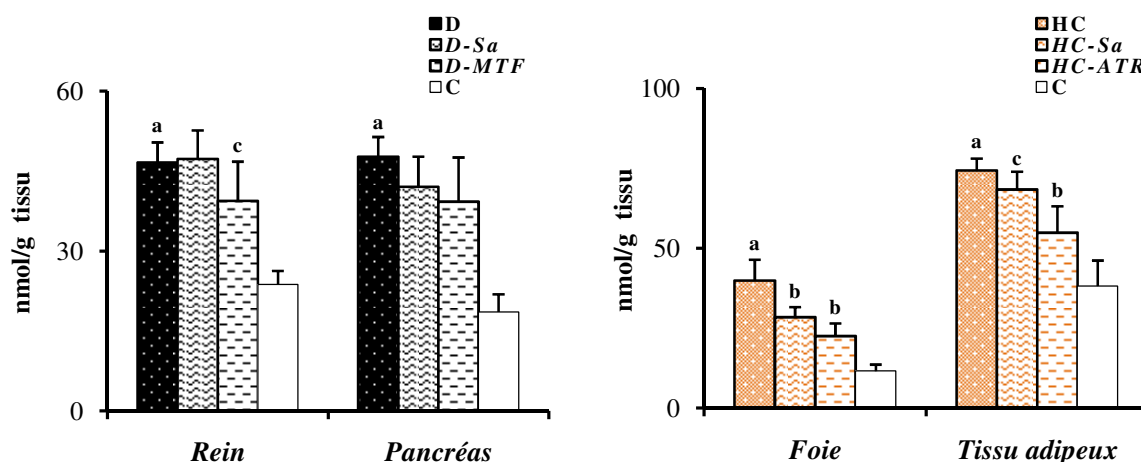 D
D-Sa
D-MTF
C
60
30
0
nmol/g tissu
a
c
a
Rein
Pancréas
HC
HC-Sa
HC-ATR
C
100
50
0
nmol/g tissu
a
b
b
a
c
b
Foie
Tissu adipeux